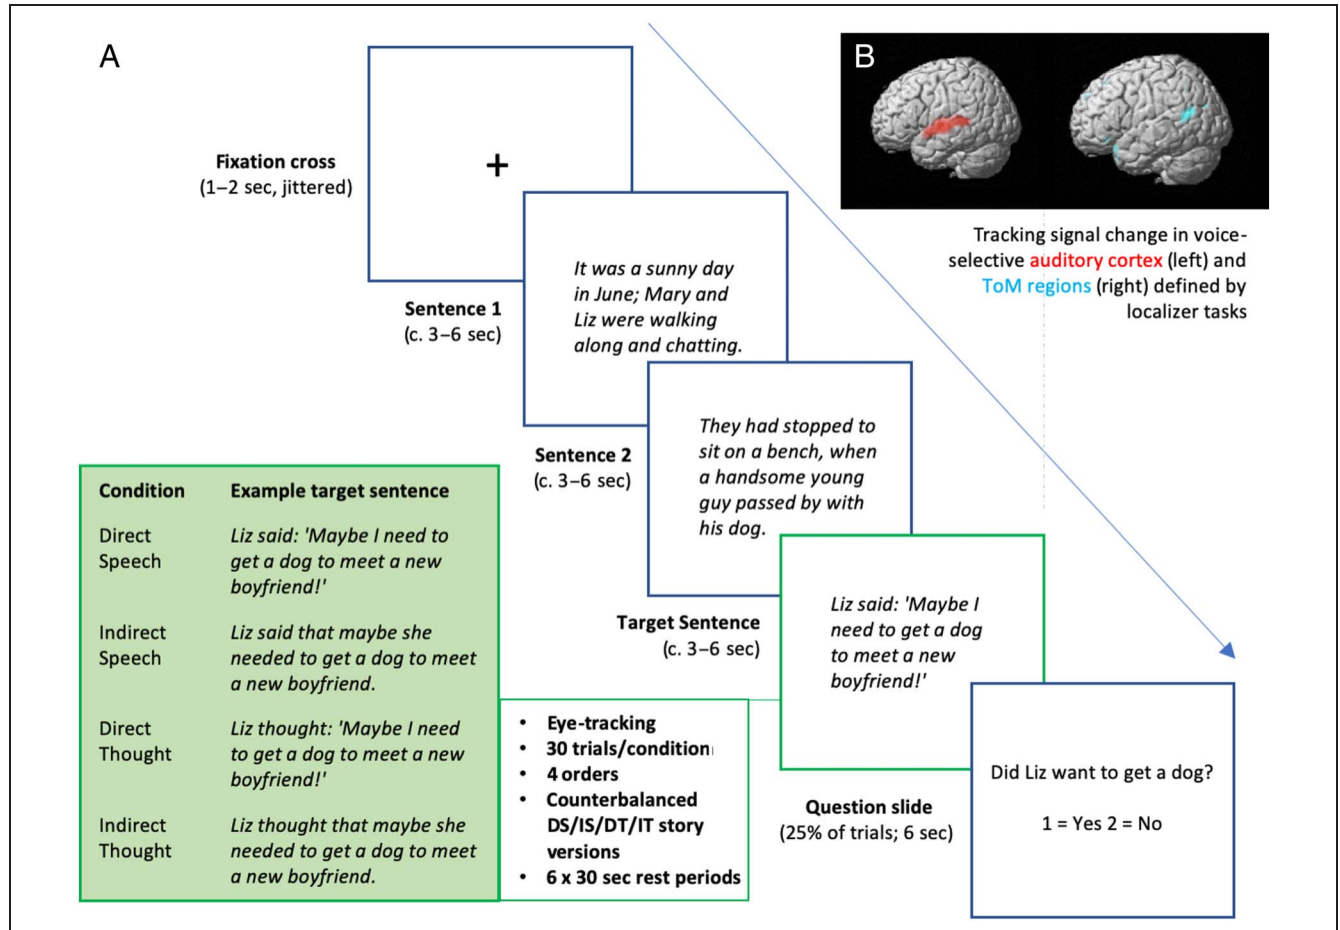 A
Fixation cross
(1–2 sec, jittered)
+
Sentence 1
(c. 3–6 sec)
It was a sunny day
in June; Mary and
Liz were walking
along and chatting.
Sentence 2
(c. 3–6 sec)
They had stopped to
sit on a bench, when
a handsome young
guy passed by with
his dog.
Target Sentence
(c. 3–6 sec)
Liz said: 'Maybe I
need to get a dog
to meet a new
boyfriend!'
Question slide
(25% of trials; 6 sec)
Did Liz want to get a dog?
1 = Yes 2 = No
Condition Example target sentence
Direct Liz said: 'Maybe I need to
Speech get a dog to meet a new
boyfriend!'
Indirect Liz said that maybe she
Speech needed to get a dog to meet
a new boyfriend.
Direct Liz thought: 'Maybe I need
Thought to get a dog to meet a new
boyfriend!'
Indirect Liz thought that maybe she
Thought needed to get a dog to meet
a new boyfriend.
• Eye-tracking
• 30 trials/condition
• 4 orders
• Counterbalanced
DS/IS/DT/IT story
versions
• 6 x 30 sec rest periods
B
Tracking signal change in voice-
selective auditory cortex (left) and
ToM regions (right) defined by
localizer tasks